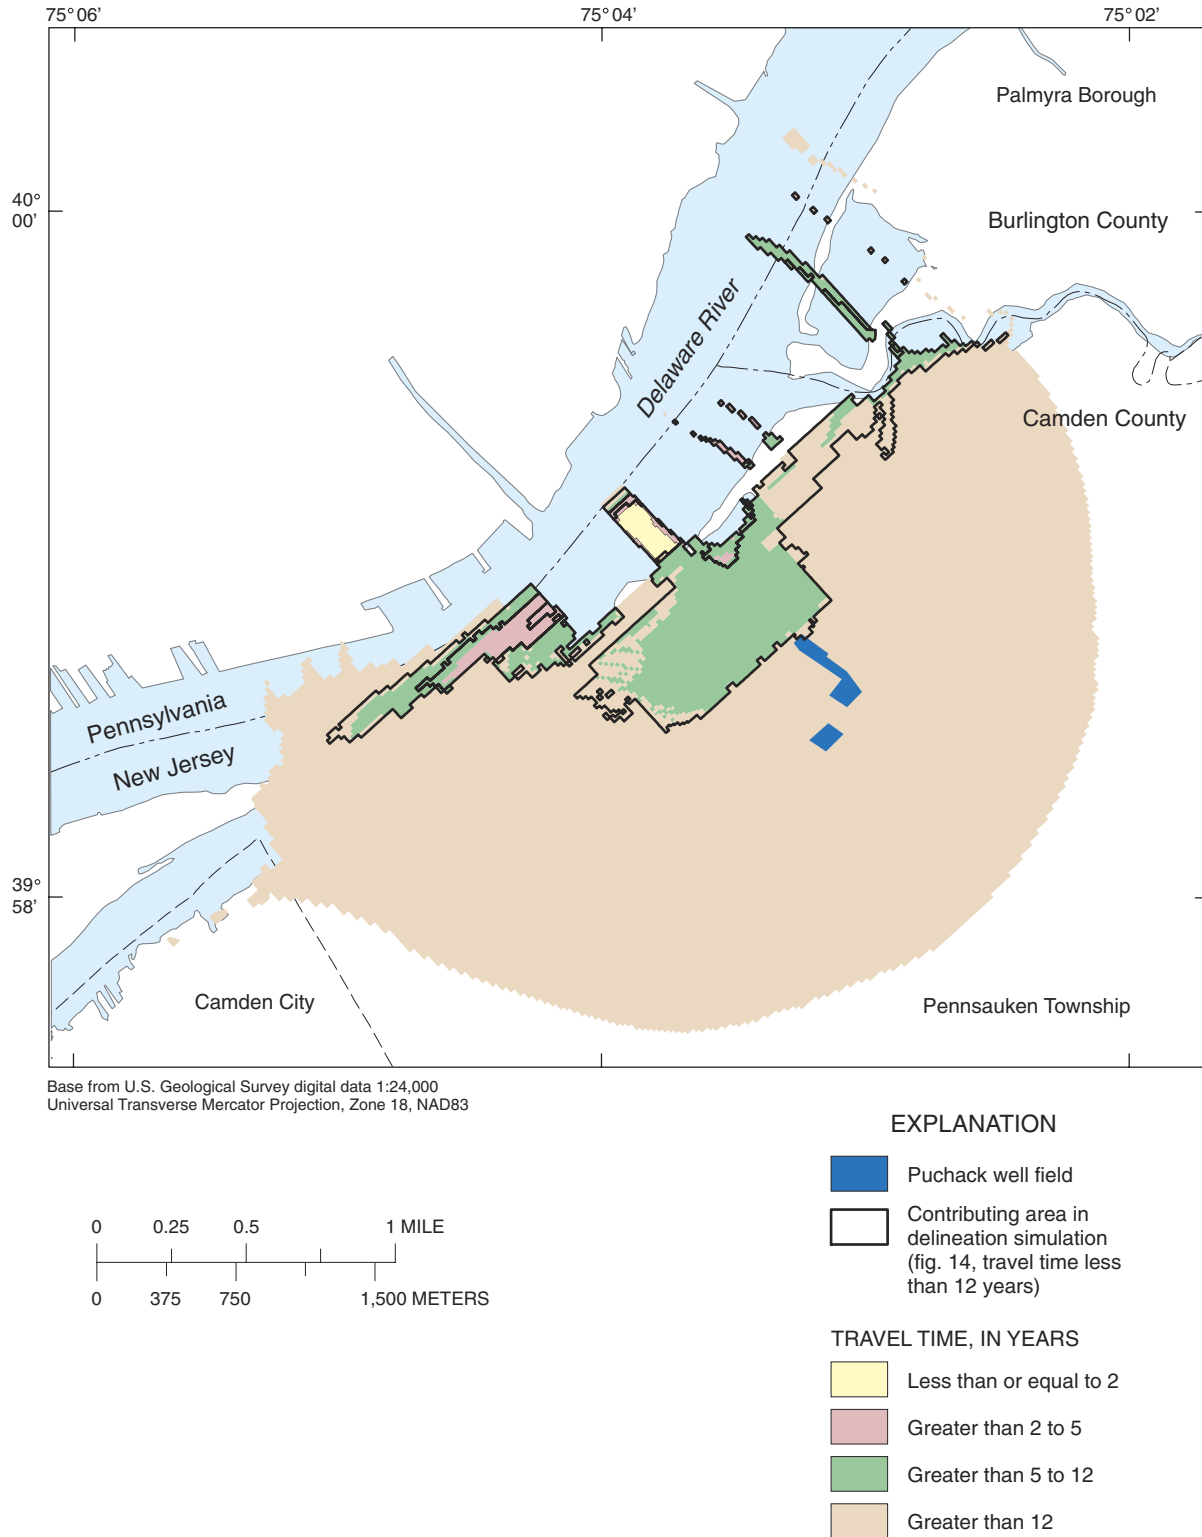 75°06’ 75°04’ 75°02’
Palmyra Borough
40°
00’
Burlington County
Delaware River
Camden County
Pennsylvania
New Jersey
39°
58’
Camden City
Pennsauken Township
Base from U.S. Geological Survey digital data 1:24,000
Universal Transverse Mercator Projection, Zone 18, NAD83
0 0.25 0.5 1 MILE
0 375 750 1,500 METERS
EXPLANATION
Puchack well field
Contributing area in
delineation simulation
(fig. 14, travel time less
than 12 years)
TRAVEL TIME, IN YEARS
Less than or equal to 2
Greater than 2 to 5
Greater than 5 to 12
Greater than 12